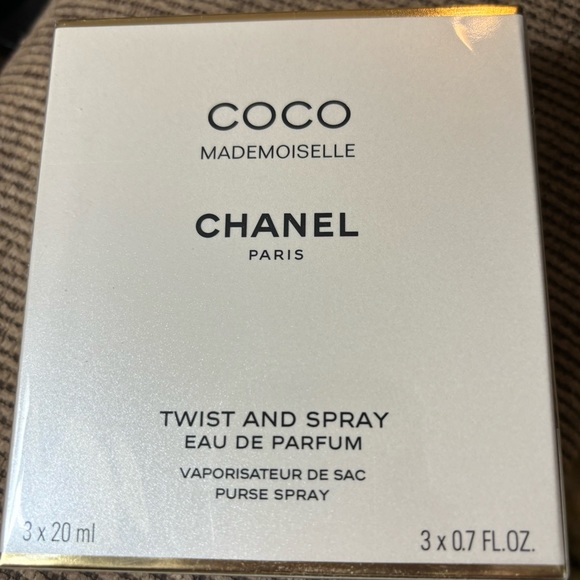 COCO
MADEMOISELLE
CHANEL
PARIS
TWIST AND SPRAY
EAU DE PARFUM
VAPORISATEUR DE SAC
PURSE SPRAY
3 x 20 ml
3 x 0.7 FL.OZ.